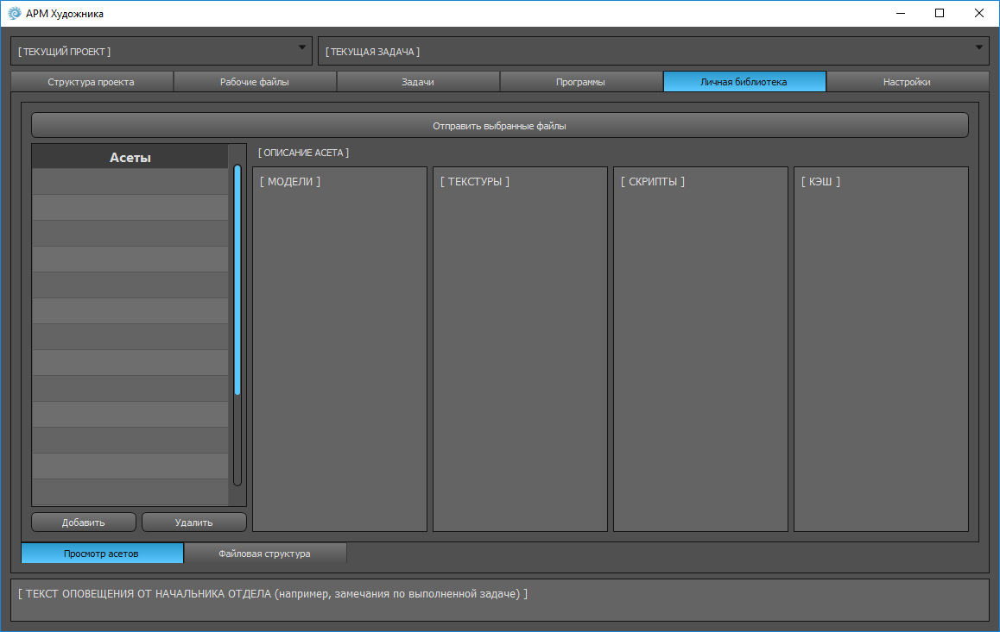 АРМ Художника
[ ТЕКУЩИЙ ПРОЕКТ ]
[ ТЕКУЩАЯ ЗАДАЧА ]
Структура проекта
Рабочие файлы
Задачи
Программы
Личная библиотека
Настройки
Отправить выбранные файлы
Асеты
[ ОПИСАНИЕ АСЕТА ]
[ МОДЕЛИ ]
[ ТЕКСТУРЫ ]
[ СКРИПТЫ ]
[ КЭШ ]
Добавить
Удалить
Просмотр асетов
Файловая структура
[ ТЕКСТ ОПОВЕЩЕНИЯ ОТ НАЧАЛЬНИКА ОТДЕЛА (например, замечания по выполненной задаче) ]